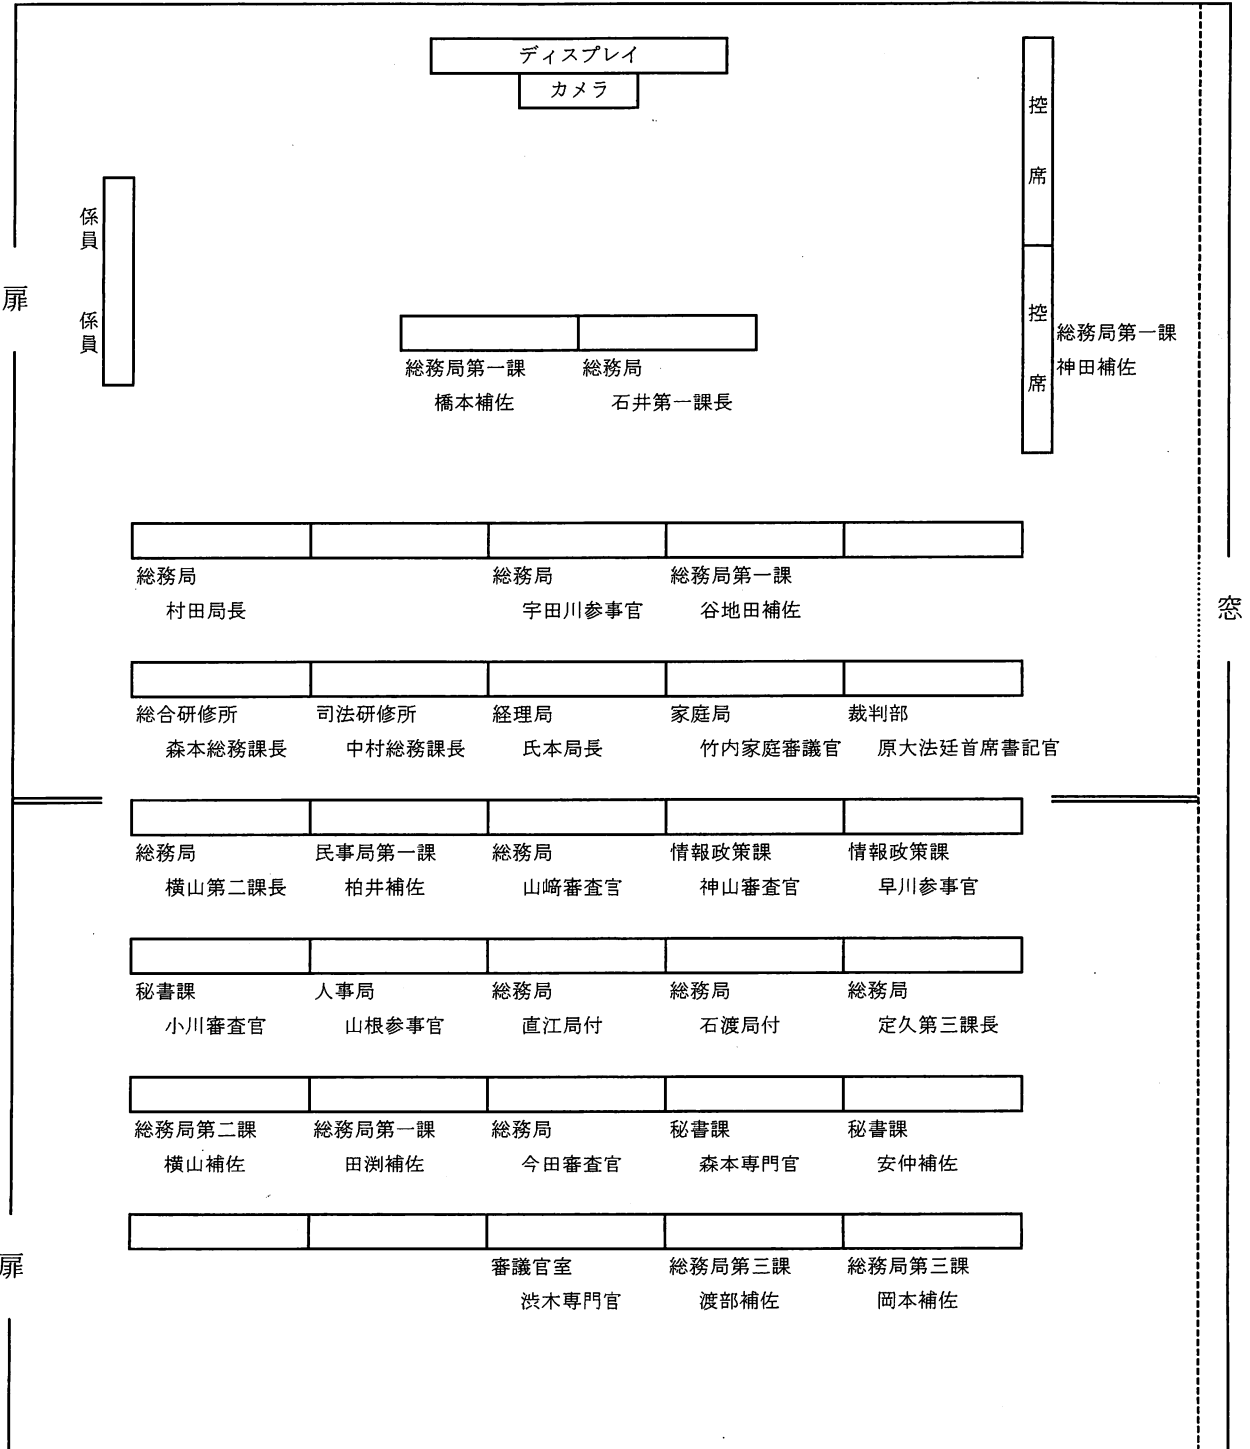 ディスプレイ
カメラ
控席
係員
扉
係員
控席
総務局第一課
神田補佐
総務局第一課
橋本補佐
総務局
石井第一課長
総務局
村田局長
総務局
宇田川参事官
総務局第一課
谷地田補佐
窓
総合研修所
森本総務課長
司法研修所
中村総務課長
経理局
氏本局長
家庭局
竹内家庭審議官
裁判部
原大法廷首席書記官
総務局
横山第二課長
民事局第一課
柏井補佐
総務局
山﨑審査官
情報政策課
神山審査官
情報政策課
早川参事官
秘書課
小川審査官
人事局
山根参事官
総務局
直江局付
総務局
石渡局付
総務局
定久第三課長
総務局第二課
横山補佐
総務局第一課
田渕補佐
総務局
今田審査官
秘書課
森本専門官
秘書課
安仲補佐
扉
審議官室
渋木専門官
総務局第三課
渡部補佐
総務局第三課
岡本補佐